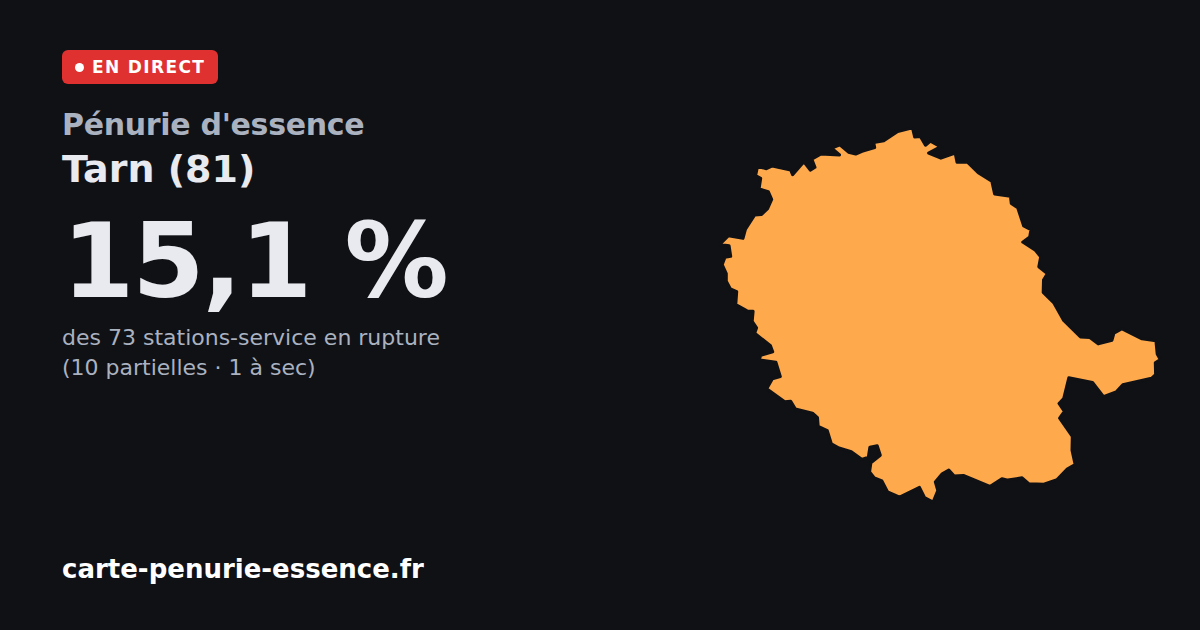 EN DIRECT
Pénurie d'essence
Tarn (81)
15,1 %
des 73 stations-service en rupture
(10 partielles · 1 à sec)
carte-penurie-essence.fr